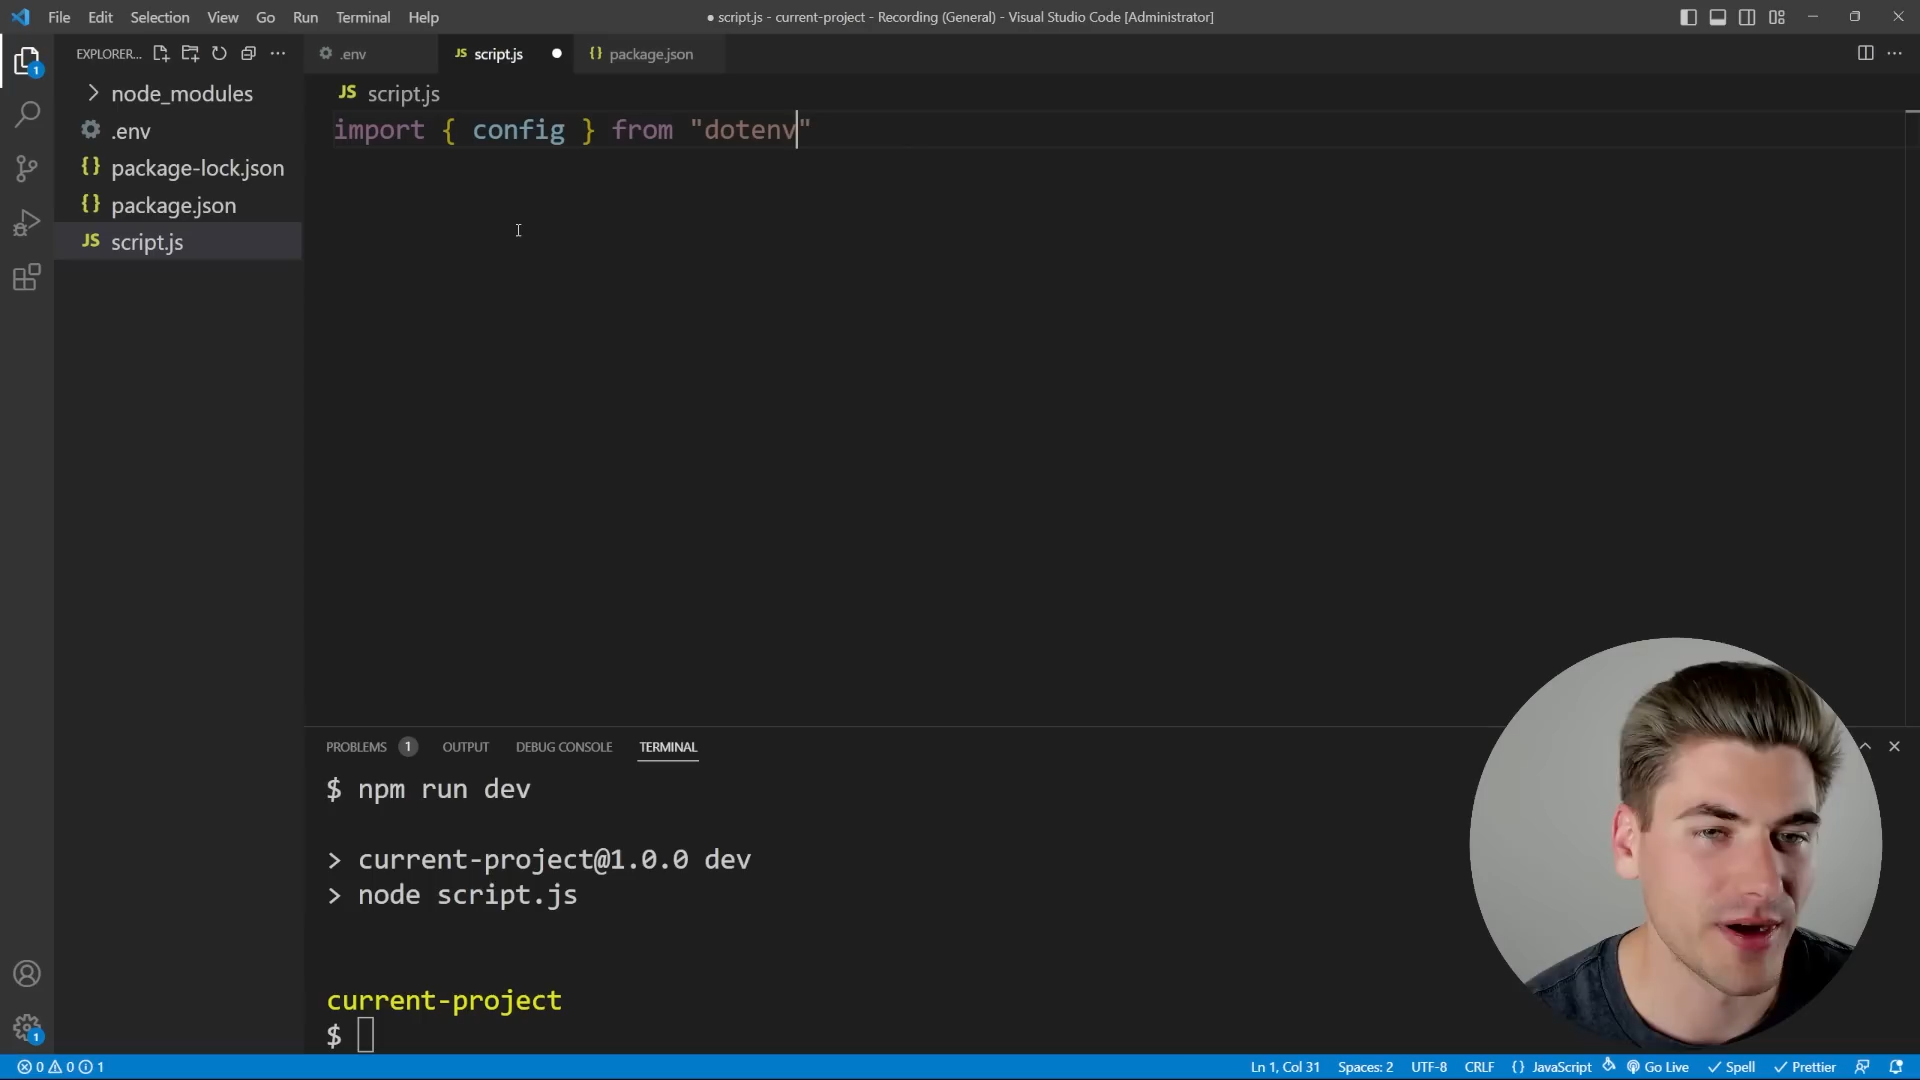 File Edit Selection View Go Run Terminal Help
● script.js - current-project - Recording (General) - Visual Studio Code [Administrator]
EXPLORER...
.env
JS script.js
{} package.json
1
node_modules
.env
{} package-lock.json
{} package.json
JS script.js
JS script.js
import { config } from "dotenv"
PROBLEMS 1 OUTPUT DEBUG CONSOLE TERMINAL
$ npm run dev
> current-project@1.0.0 dev
> node script.js
current-project
$
1
0 0 1
Ln 1, Col 31 Spaces: 2 UTF-8 CRLF {} JavaScript Go Live Spell Prettier